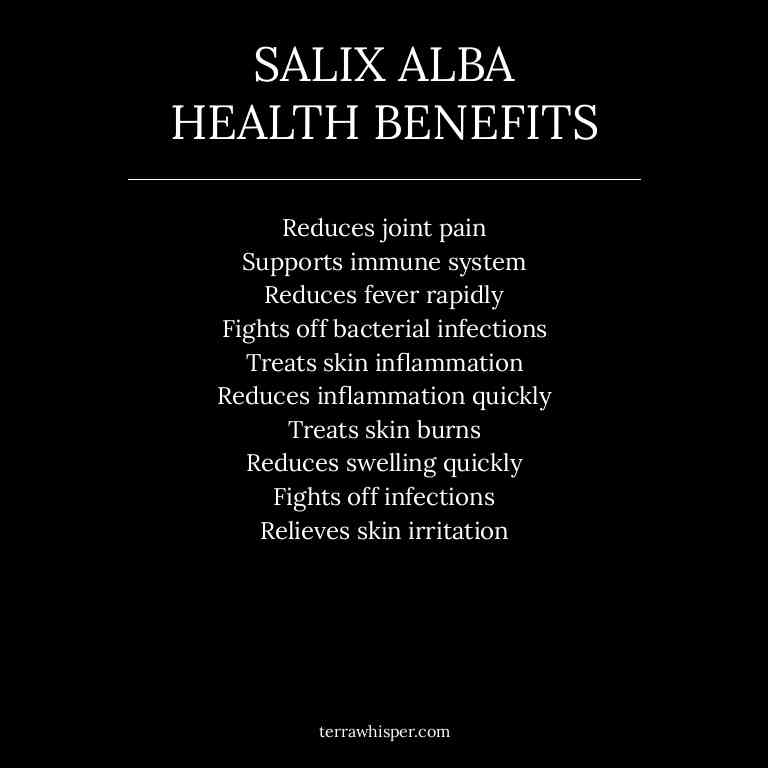 SALIX ALBA
HEALTH BENEFITS
Reduces joint pain
Supports immune system
Reduces fever rapidly
Fights off bacterial infections
Treats skin inflammation
Reduces inflammation quickly
Treats skin burns
Reduces swelling quickly
Fights off infections
Relieves skin irritation
terrawhisper.com